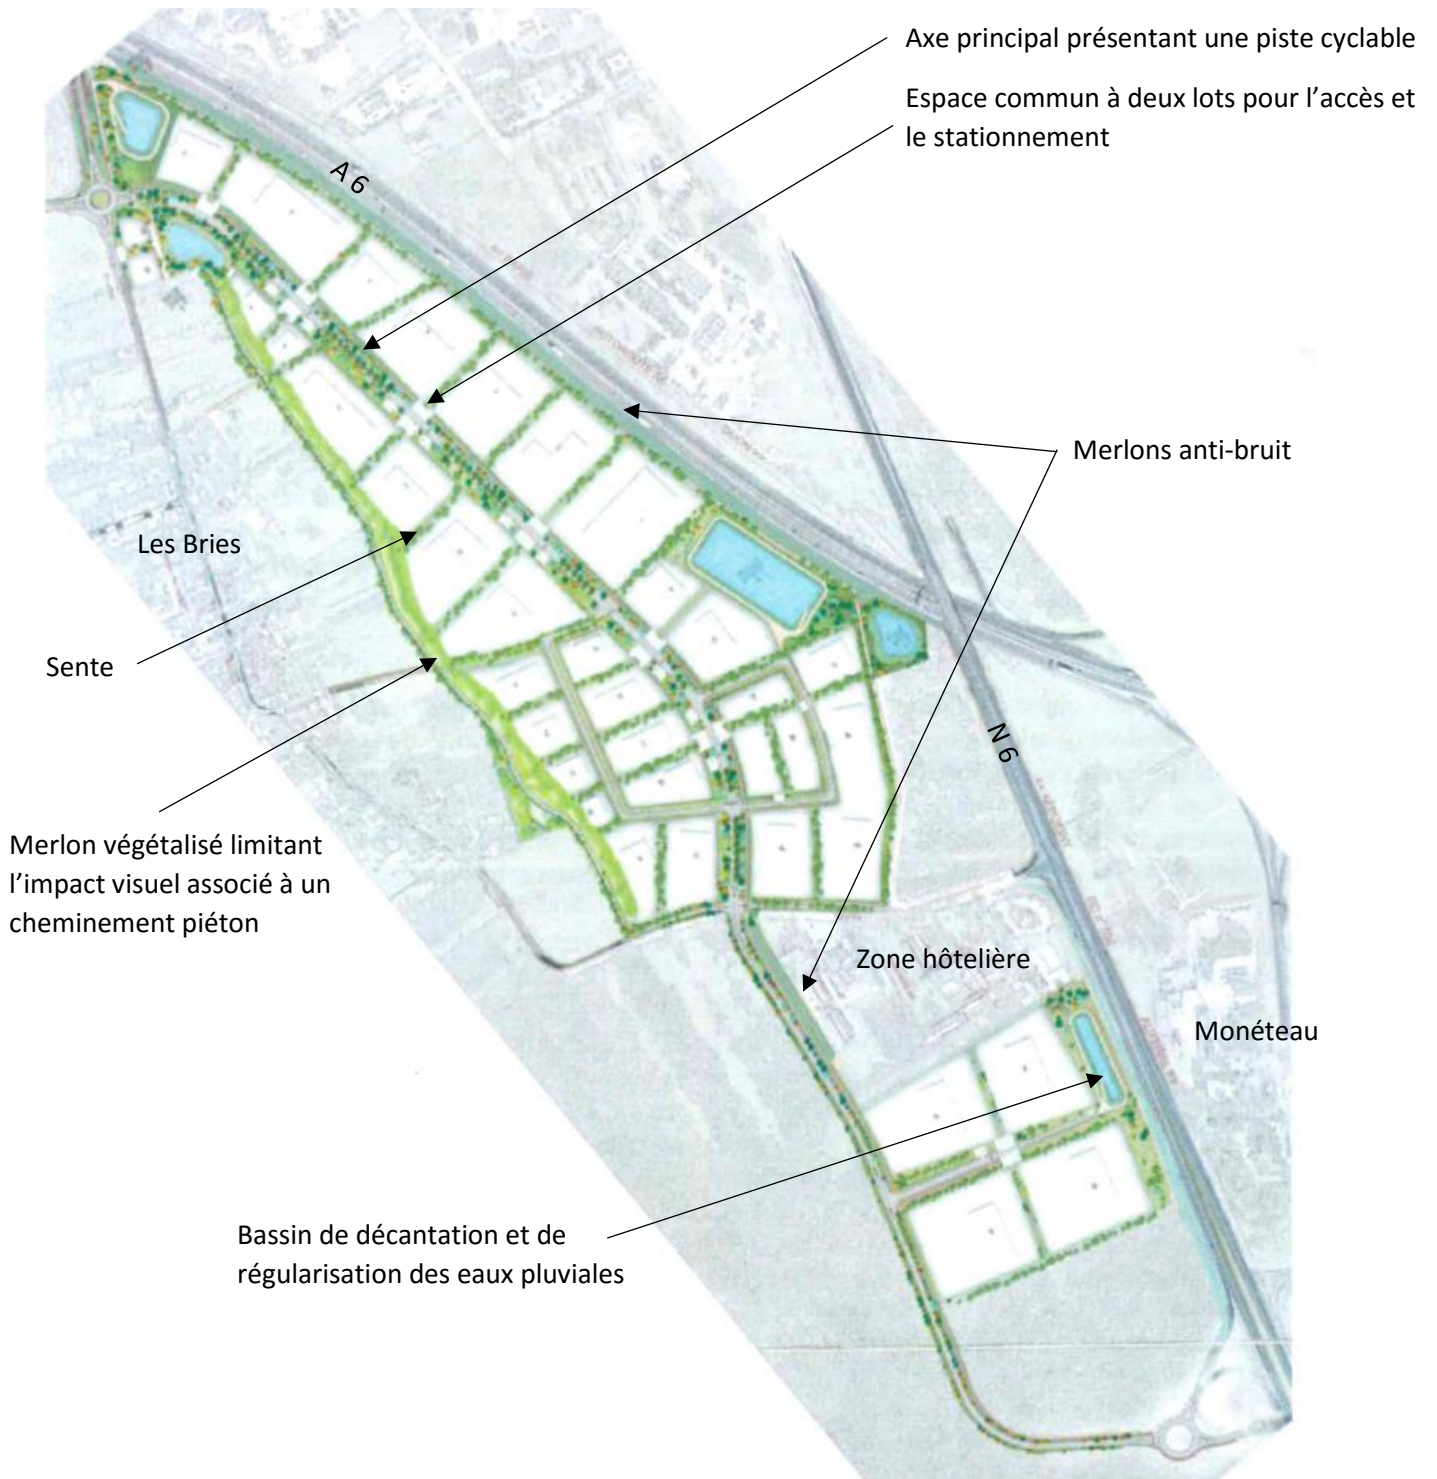 Axe principal présentant une piste cyclable
Espace commun à deux lots pour l’accès et
le stationnement
A 6
Merlons anti-bruit
Les Bries
Sente
N 6
Merlon végétalisé limitant
l’impact visuel associé à un
cheminement piéton
Zone hôtelière
Monéteau
Bassin de décantation et de
régularisation des eaux pluviales